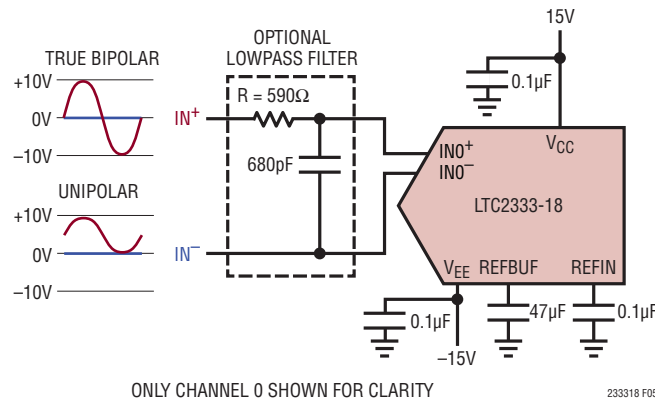 15V
OPTIONAL
LOWPASS FILTER
TRUE BIPOLAR
+10V
0V
–10V
0.1µF
R = 590Ω
IN+
680pF
IN0+
IN0–
VCC
LTC2333-18
UNIPOLAR
+10V
0V
–10V
IN–
VEE
REFBUF
REFIN
0.1µF
47µF
0.1µF
–15V
ONLY CHANNEL 0 SHOWN FOR CLARITY
233318 F05